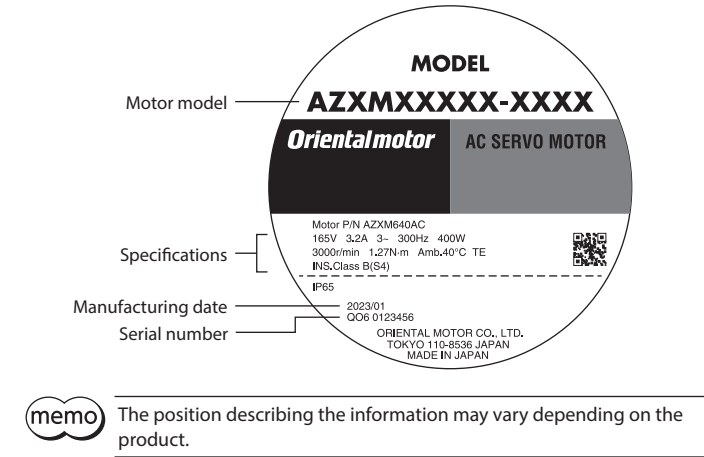 MODEL
Motor model
AZXMXXXXX-XXXX
Orientalmotor
AC SERVO MOTOR
Motor P/N AZXM640AC
165V 3.2A 3~ 300Hz 400W
3000r/min 1.27N·m Amb.40°C TE
INS.Class B(S4)
Specifications
IP65
Manufacturing date
2023/01
Serial number
QO6 0123456
ORIENTAL MOTOR CO., LTD.
TOKYO 110-8536 JAPAN
MADE IN JAPAN
memo
The position describing the information may vary depending on the
product.